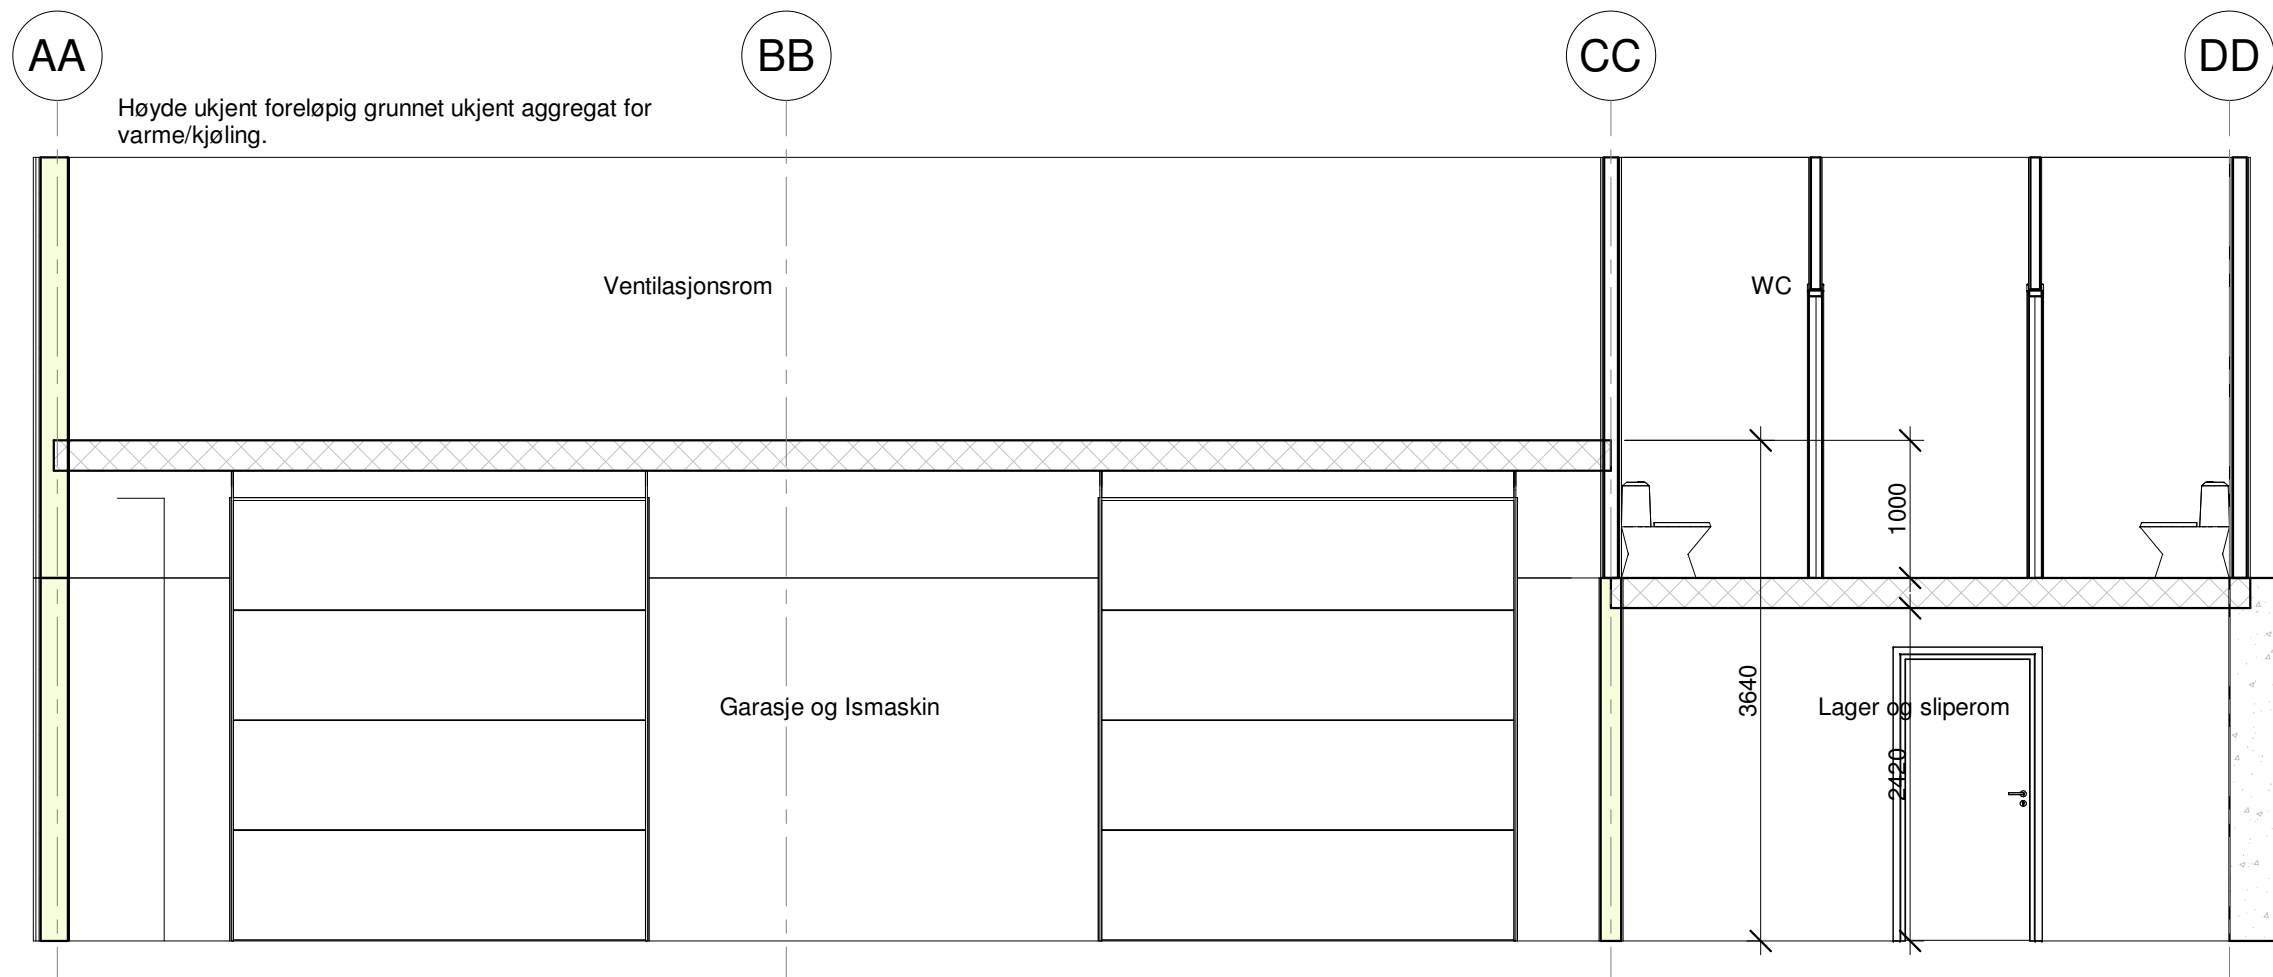 AA
BB
CC
DD
Høyde ukjent foreløpig grunnet ukjent aggregat for
varme/kjøling.
Ventilasjonsrom
WC
1000
3640
Garasje og Ismaskin
Lager og sliperom
2420